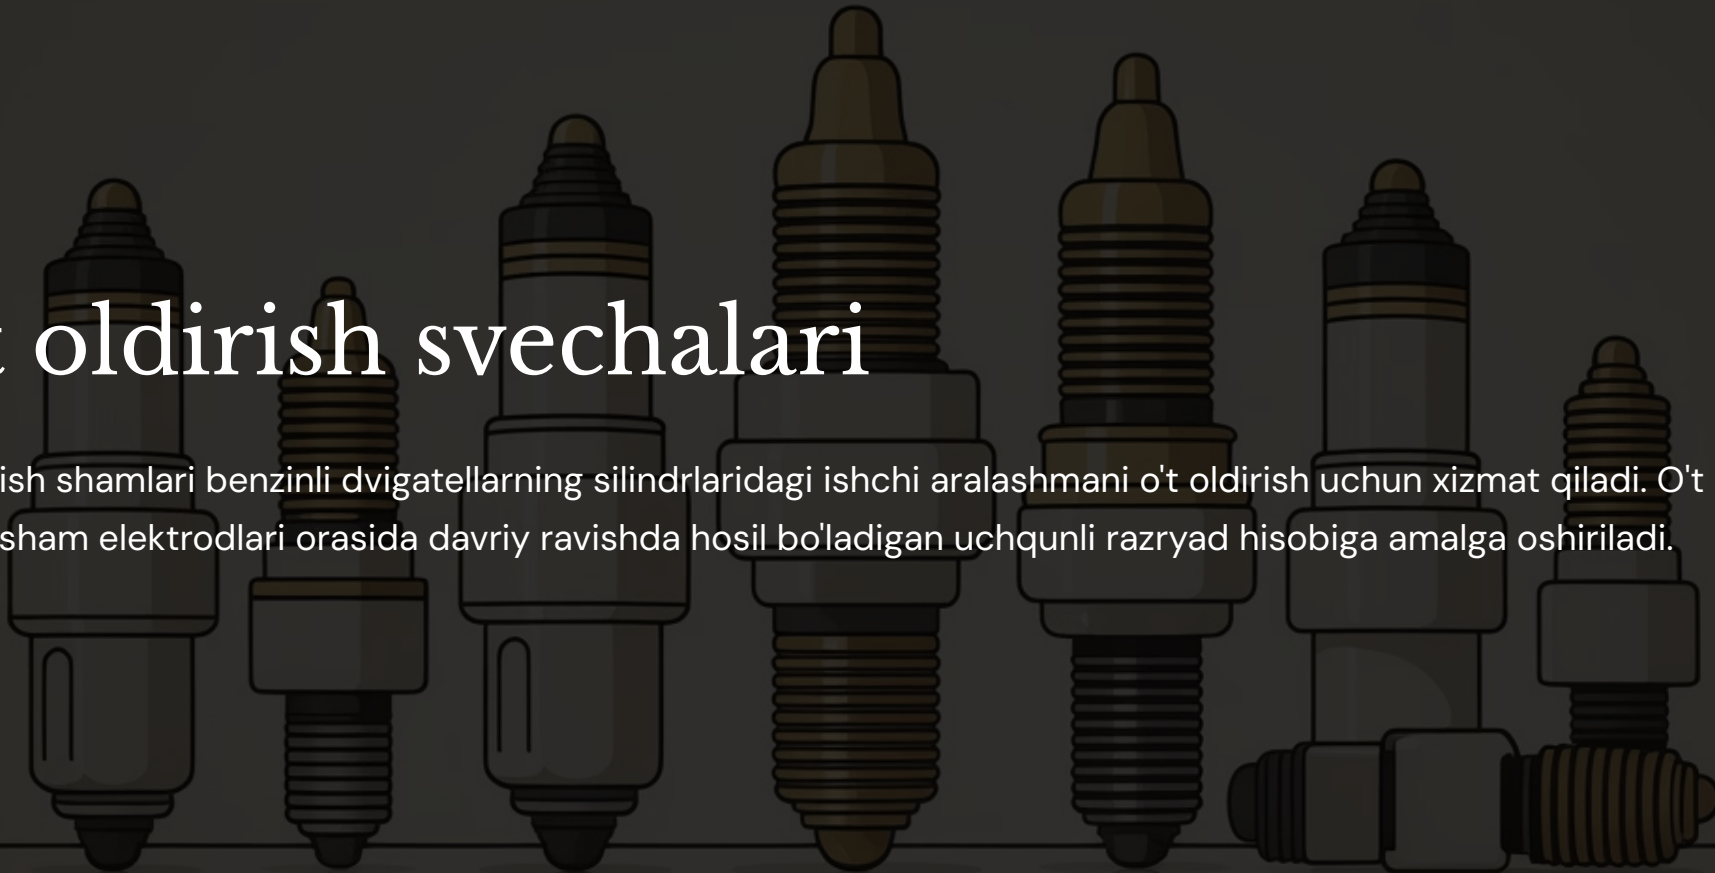 oldirish svechalari
shamlari benzinli dvigatellarning silindrlaridagi ishchi aralashmani o't oldirish uchun xizmat qiladi. O't
sham elektrodlari orasida davriy ravishda hosil bo'ladigan uchqunli razryad hisobiga amalga oshiriladi.